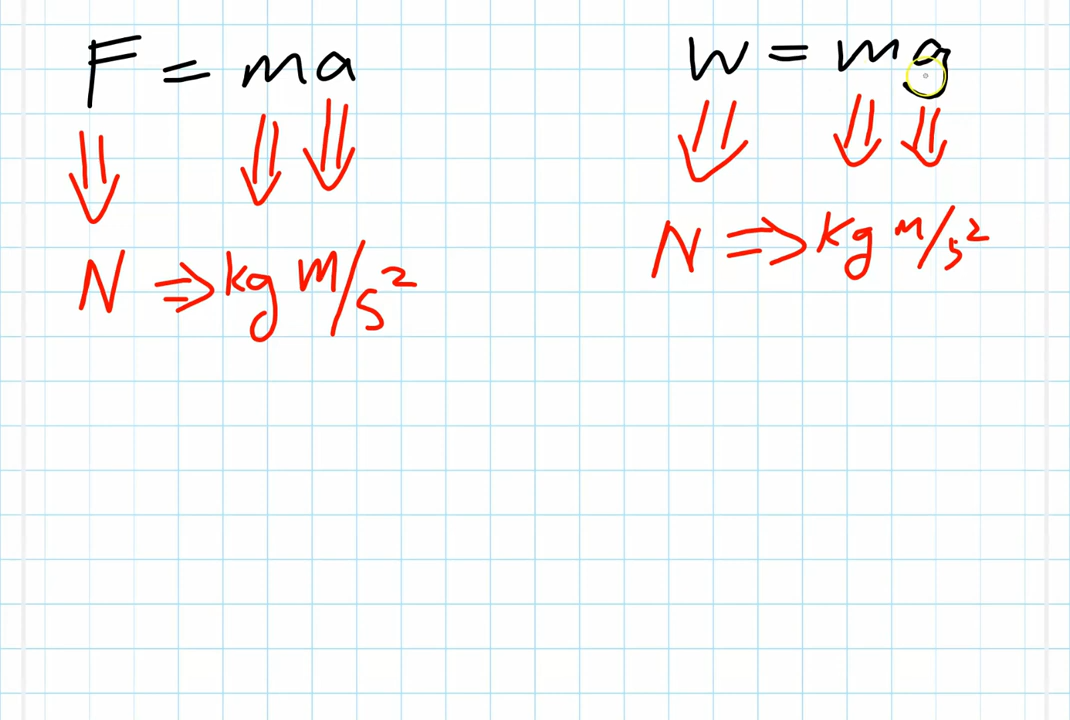 F = ma
N ⇒ kg m/s²
W = mg
N ⇒ kg m/s²